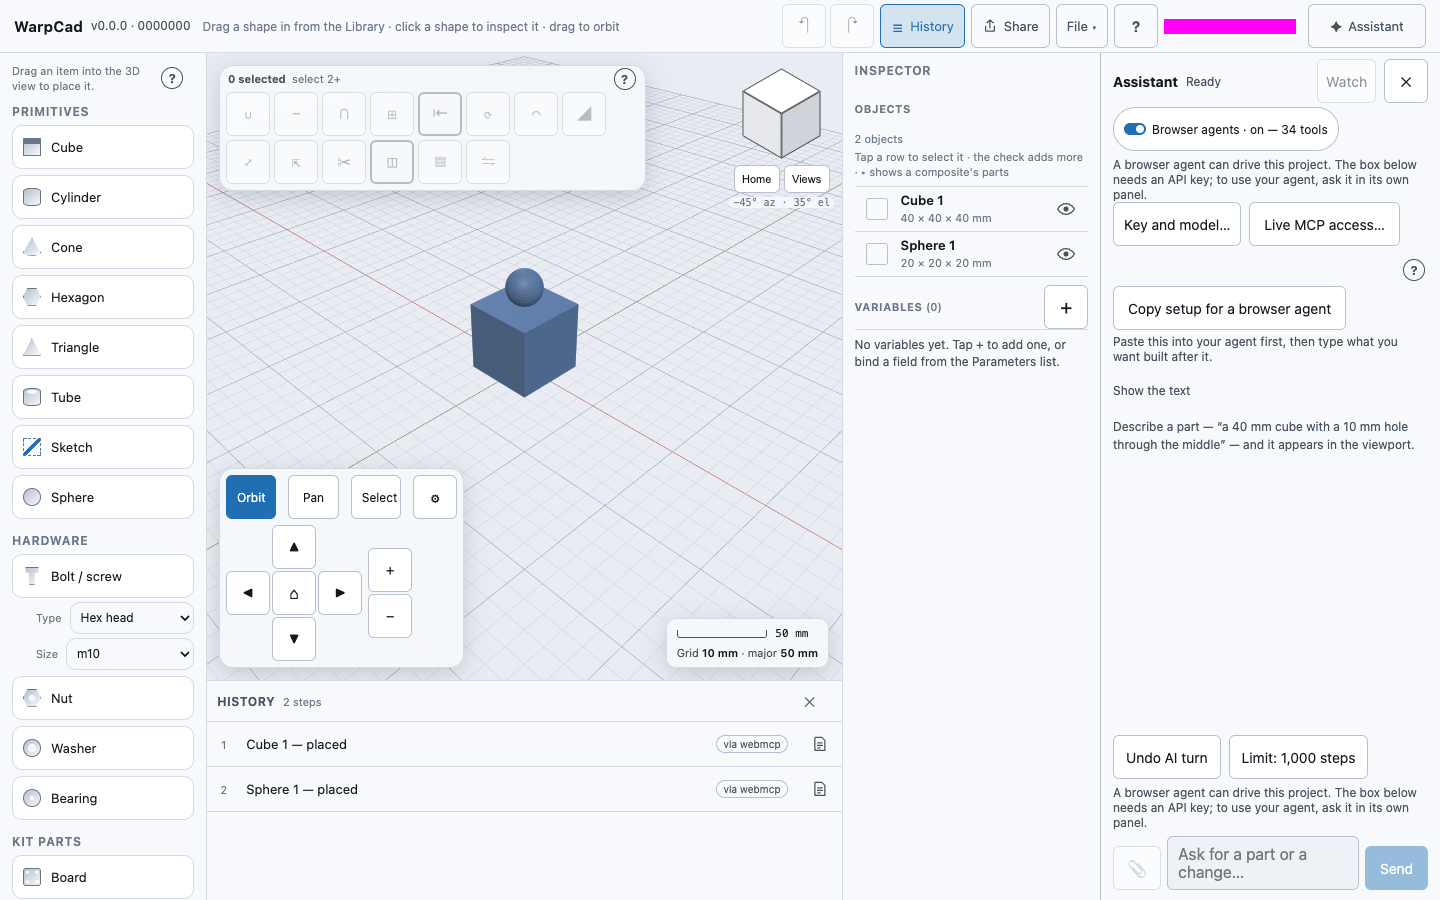 WarpCad v0.0.0 · 0000000 Drag a shape in from the Library · click a shape to inspect it · drag to orbit
History
Share
File
?
Assistant
Drag an item into the 3D
view to place it.
?
PRIMITIVES
Cube
Cylinder
Cone
Hexagon
Triangle
Tube
Sketch
Sphere
HARDWARE
Bolt / screw
Type Hex head
Size m10
Nut
Washer
Bearing
KIT PARTS
Board
0 selected select 2+
?
Home
Views
−45° az · 35° el
Orbit
Pan
Select
+
−
50 mm
Grid 10 mm · major 50 mm
HISTORY 2 steps
1 Cube 1 — placed via webmcp
2 Sphere 1 — placed via webmcp
INSPECTOR
OBJECTS
2 objects
Tap a row to select it · the check adds more
· ▸ shows a composite's parts
Cube 1
40 × 40 × 40 mm
Sphere 1
20 × 20 × 20 mm
VARIABLES (0)
+
No variables yet. Tap + to add one, or
bind a field from the Parameters list.
Assistant Ready
Watch
Browser agents · on — 34 tools
A browser agent can drive this project. The box below
needs an API key; to use your agent, ask it in its own
panel.
Key and model...
Live MCP access...
?
Copy setup for a browser agent
Paste this into your agent first, then type what you
want built after it.
Show the text
Describe a part — “a 40 mm cube with a 10 mm hole
through the middle” — and it appears in the viewport.
Undo AI turn
Limit: 1,000 steps
A browser agent can drive this project. The box below
needs an API key; to use your agent, ask it in its own
panel.
Ask for a part or a
change...
Send